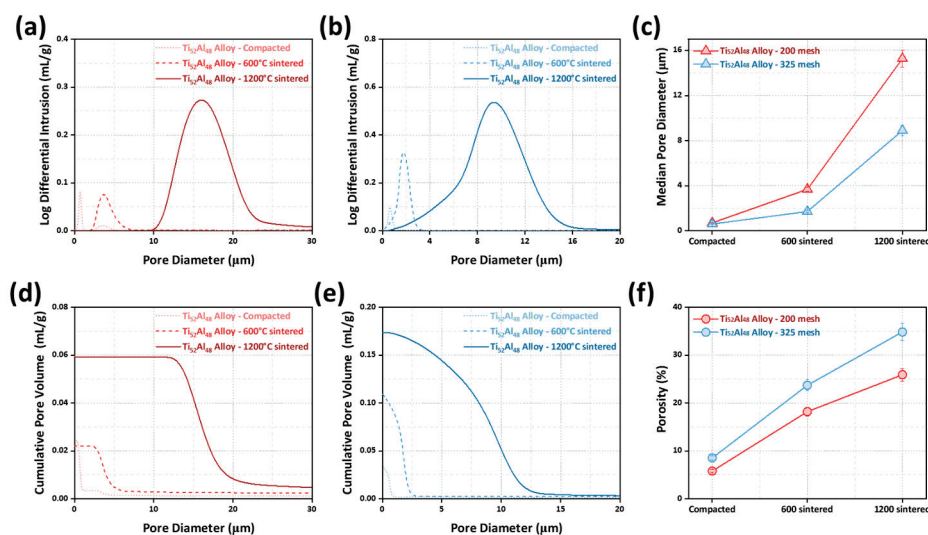 (a)
Ti₅₂Al₄₈ Alloy - Compacted
Ti₅₂Al₄₈ Alloy - 600°C sintered
Ti₅₂Al₄₈ Alloy - 1200°C sintered
Log Differential Intrusion (mL/g)
0.4
0.3
0.2
0.1
0.0
0
10
20
30
Pore Diameter (μm)
(b)
Ti₅₂Al₄₈ Alloy - Compacted
Ti₅₂Al₄₈ Alloy - 600°C sintered
Ti₅₂Al₄₈ Alloy - 1200°C sintered
Log Differential Intrusion (mL/g)
0.8
0.6
0.4
0.2
0.0
0
4
8
12
16
20
Pore Diameter (μm)
(c)
Ti₅₂Al₄₈ Alloy - 200 mesh
Ti₅₂Al₄₈ Alloy - 325 mesh
Median Pore Diameter (μm)
16
12
8
4
0
Compacted
600 sintered
1200 sintered
(d)
Ti₅₂Al₄₈ Alloy - Compacted
Ti₅₂Al₄₈ Alloy - 600°C sintered
Ti₅₂Al₄₈ Alloy - 1200°C sintered
Cumulative Pore Volume (mL/g)
0.08
0.06
0.04
0.02
0.00
0
10
20
30
Pore Diameter (μm)
(e)
Ti₅₂Al₄₈ Alloy - Compacted
Ti₅₂Al₄₈ Alloy - 600°C sintered
Ti₅₂Al₄₈ Alloy - 1200°C sintered
Cumulative Pore Volume (mL/g)
0.20
0.15
0.10
0.05
0.00
0
5
10
15
20
Pore Diameter (μm)
(f)
Ti₅₂Al₄₈ Alloy - 200 mesh
Ti₅₂Al₄₈ Alloy - 325 mesh
Porosity (%)
40
30
20
10
0
Compacted
600 sintered
1200 sintered